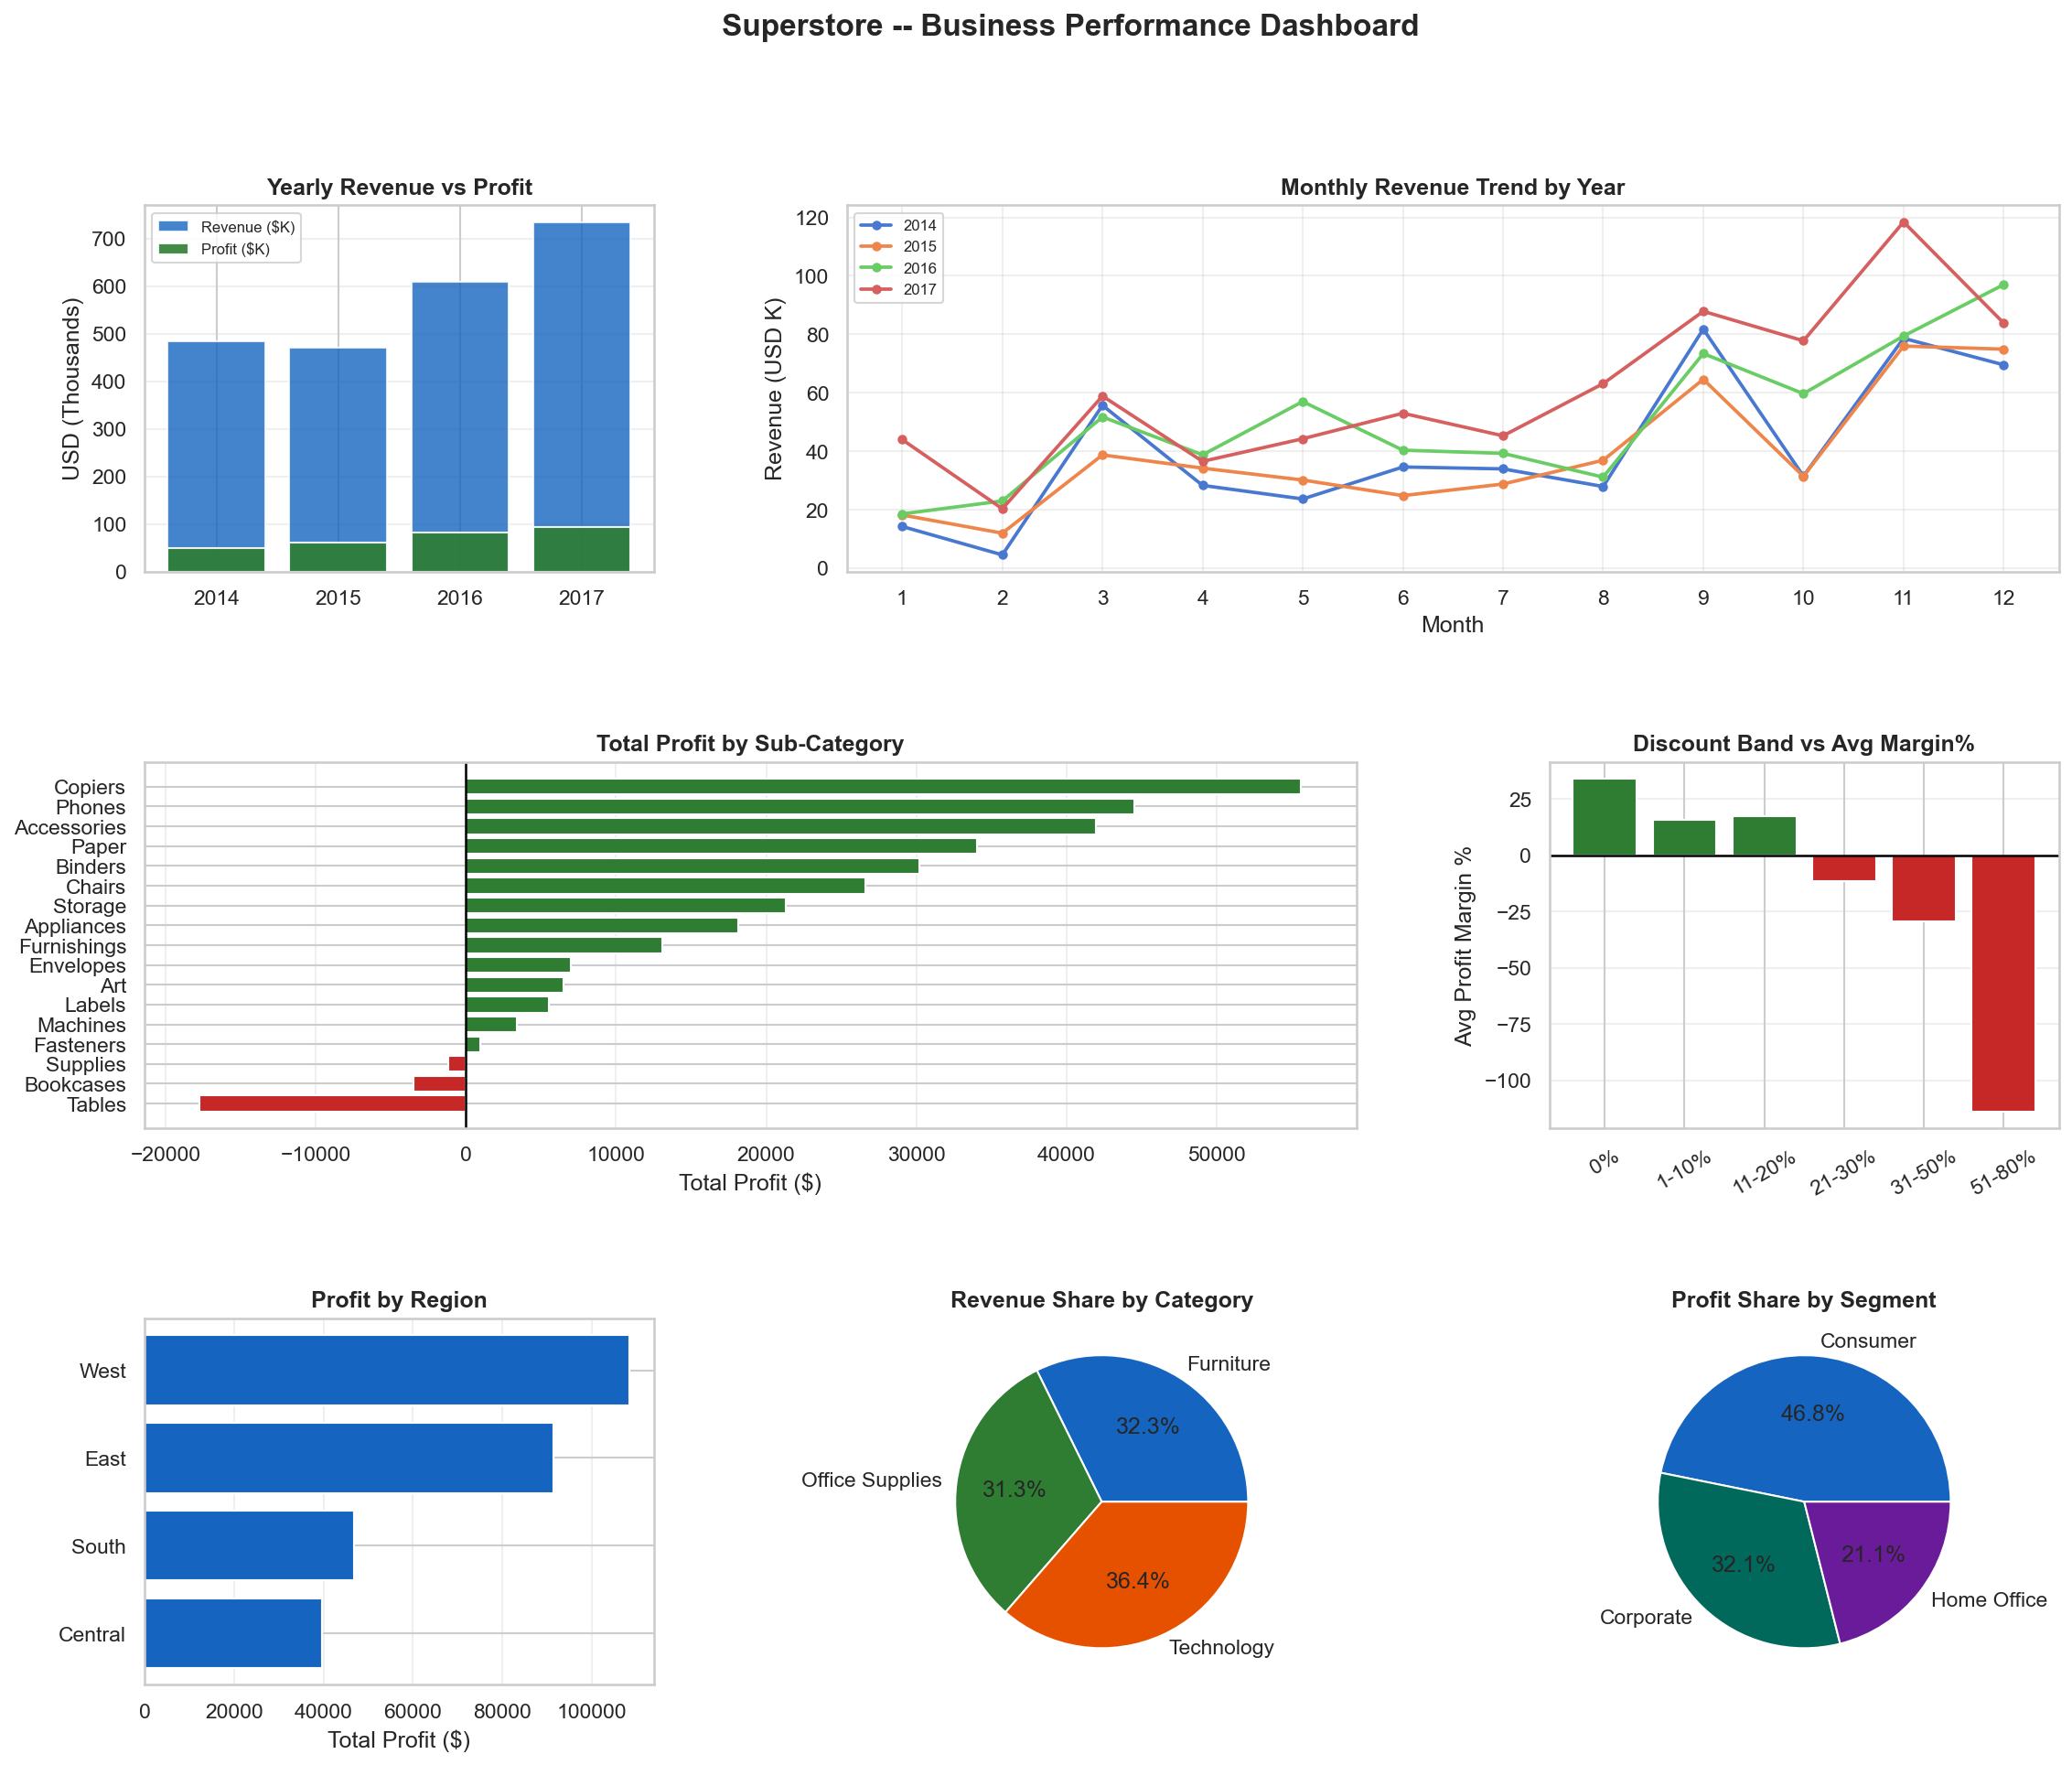 Superstore -- Business Performance Dashboard
Yearly Revenue vs Profit
Revenue ($K)
Profit ($K)
USD (Thousands)
700
600
500
400
300
200
100
0
2014
2015
2016
2017
Monthly Revenue Trend by Year
2014
2015
2016
2017
Revenue (USD K)
120
100
80
60
40
20
0
1
2
3
4
5
6
7
8
9
10
11
12
Month
Total Profit by Sub-Category
Copiers
Phones
Accessories
Paper
Binders
Chairs
Storage
Appliances
Furnishings
Envelopes
Art
Labels
Machines
Fasteners
Supplies
Bookcases
Tables
−20000
−10000
0
10000
20000
30000
40000
50000
Total Profit ($)
Discount Band vs Avg Margin%
Avg Profit Margin %
25
0
−25
−50
−75
−100
0%
1-10%
11-20%
21-30%
31-50%
51-80%
Profit by Region
West
East
South
Central
0
20000
40000
60000
80000
100000
Total Profit ($)
Revenue Share by Category
Furniture
32.3%
Office Supplies
31.3%
36.4%
Technology
Profit Share by Segment
Consumer
46.8%
32.1%
21.1%
Home Office
Corporate